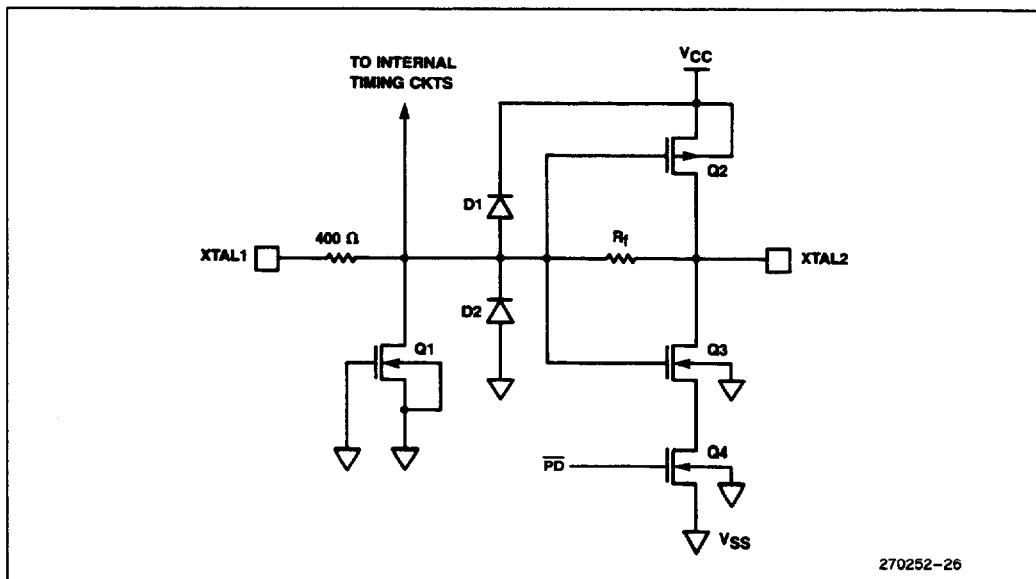 TO INTERNAL
TIMING CKTS
VCC
Q2
D1
400 Ω
Rf
XTAL1
XTAL2
D2
Q1
Q3
PD
Q4
VSS
270252-26